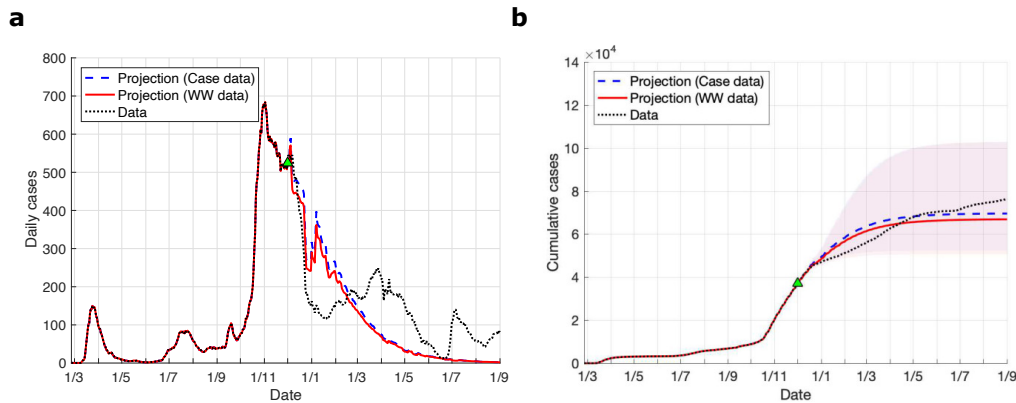 a
800
700
600
500
400
300
200
100
0
Daily cases
Projection (Case data)
Projection (WW data)
Data
1/3 1/5 1/7 1/9 1/11 1/1 1/3 1/5 1/7 1/9
Date
b
×10⁴
14
12
10
8
6
4
2
0
Cumulative cases
Projection (Case data)
Projection (WW data)
Data
1/3 1/5 1/7 1/9 1/11 1/1 1/3 1/5 1/7 1/9
Date